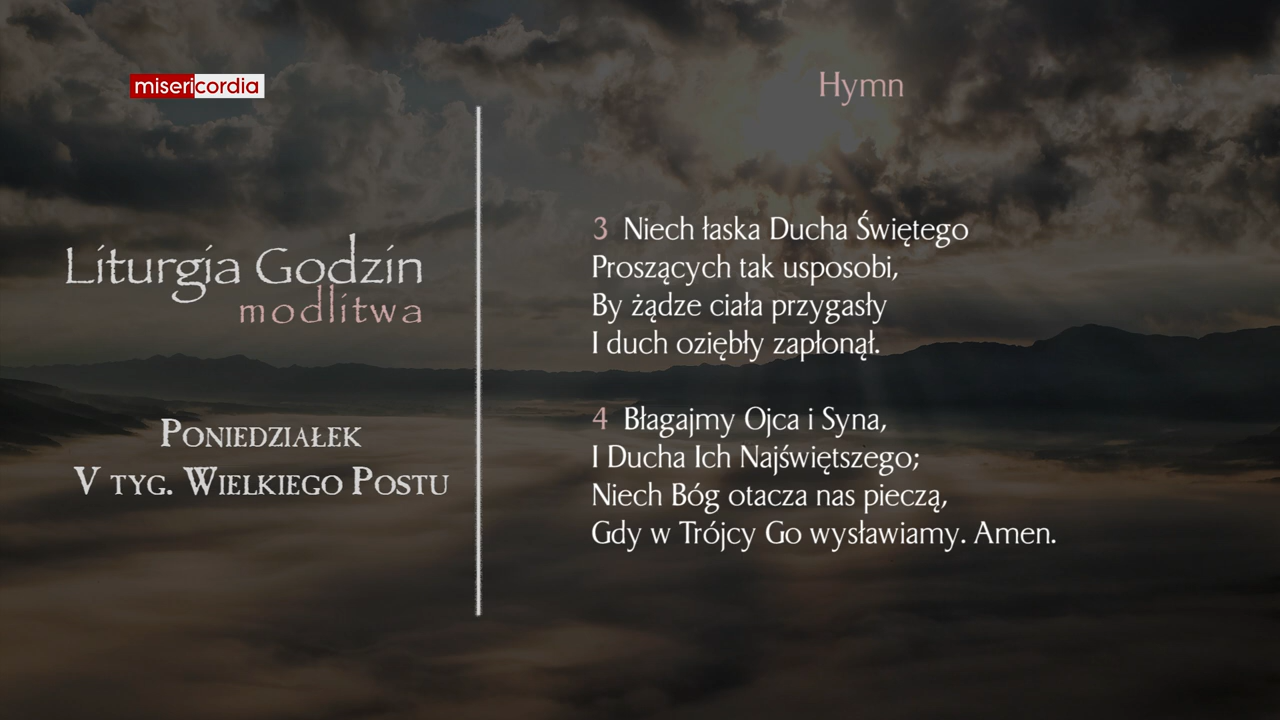 misericordia
Liturgia Godzin
modlitwa
Poniedziałek
V tyg. Wielkiego Postu
Hymn
3 Niech łaska Ducha Świętego
Proszących tak usposobi,
By żądze ciała przygasły
I duch oziębły zapłonął.
4 Błagajmy Ojca i Syna,
I Ducha Ich Najświętszego;
Niech Bóg otacza nas pieczą,
Gdy w Trójcy Go wysławiamy. Amen.